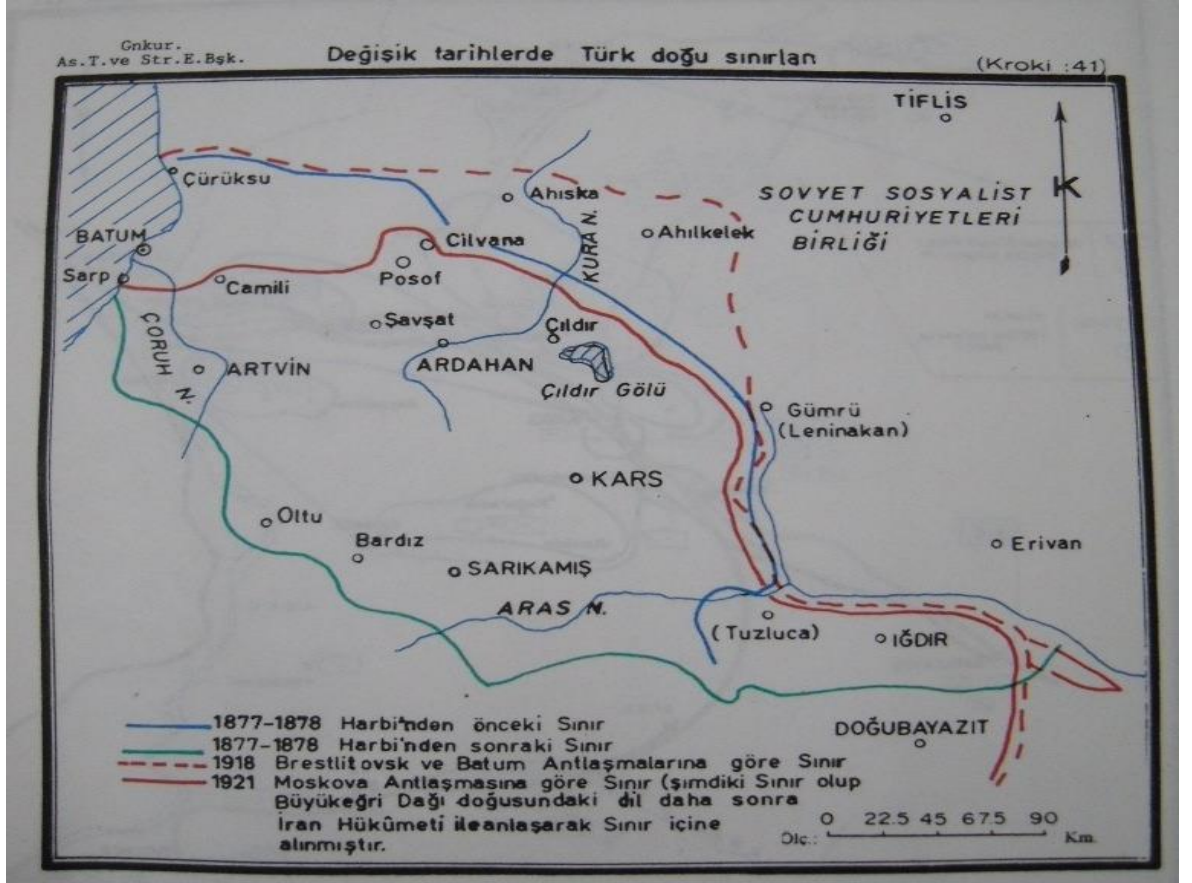 Gnkur.
As.T.ve Str.E.Bşk.
Değişik tarihlerde Türk doğu sınırları
(Kroki :41)
TİFLİS
Çürüksu
Ahıska
SOVYET SOSYALİST
CUMHURİYETLERİ
BİRLİĞİ
K
KURA N.
BATUM
Cilvana
Ahılkelek
Sarp
Camili
Posof
Şavşat
Çıldır
ÇORUH N.
ARTVİN
ARDAHAN
Çıldır Gölü
Gümrü
(Leninakan)
KARS
Oltu
Bardız
Erivan
SARIKAMIŞ
ARAS N.
(Tuzluca)
IĞDIR
DOĞUBAYAZIT
1877-1878 Harbi'nden önceki Sınır
1877-1878 Harbi'nden sonraki Sınır
1918 Brestlitovsk ve Batum Antlaşmalarına göre Sınır
1921 Moskova Antlaşmasına göre Sınır (şimdiki Sınır olup
Büyükeğri Dağı doğusundaki dil daha sonra
İran Hükûmeti ileanlaşarak Sınır içine
alınmıştır.
Ölç.: 0 22.5 45 67.5 90 Km.